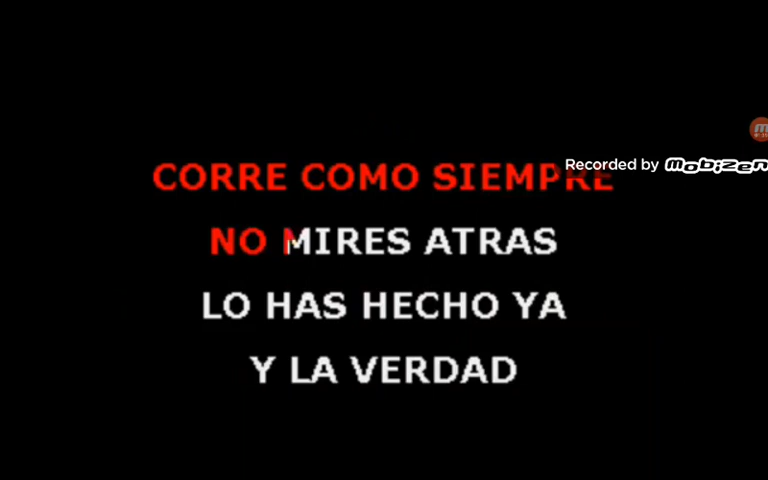 CORRE COMO SIEMPRE
Recorded by mobizen
NO MIRES ATRAS
LO HAS HECHO YA
Y LA VERDAD